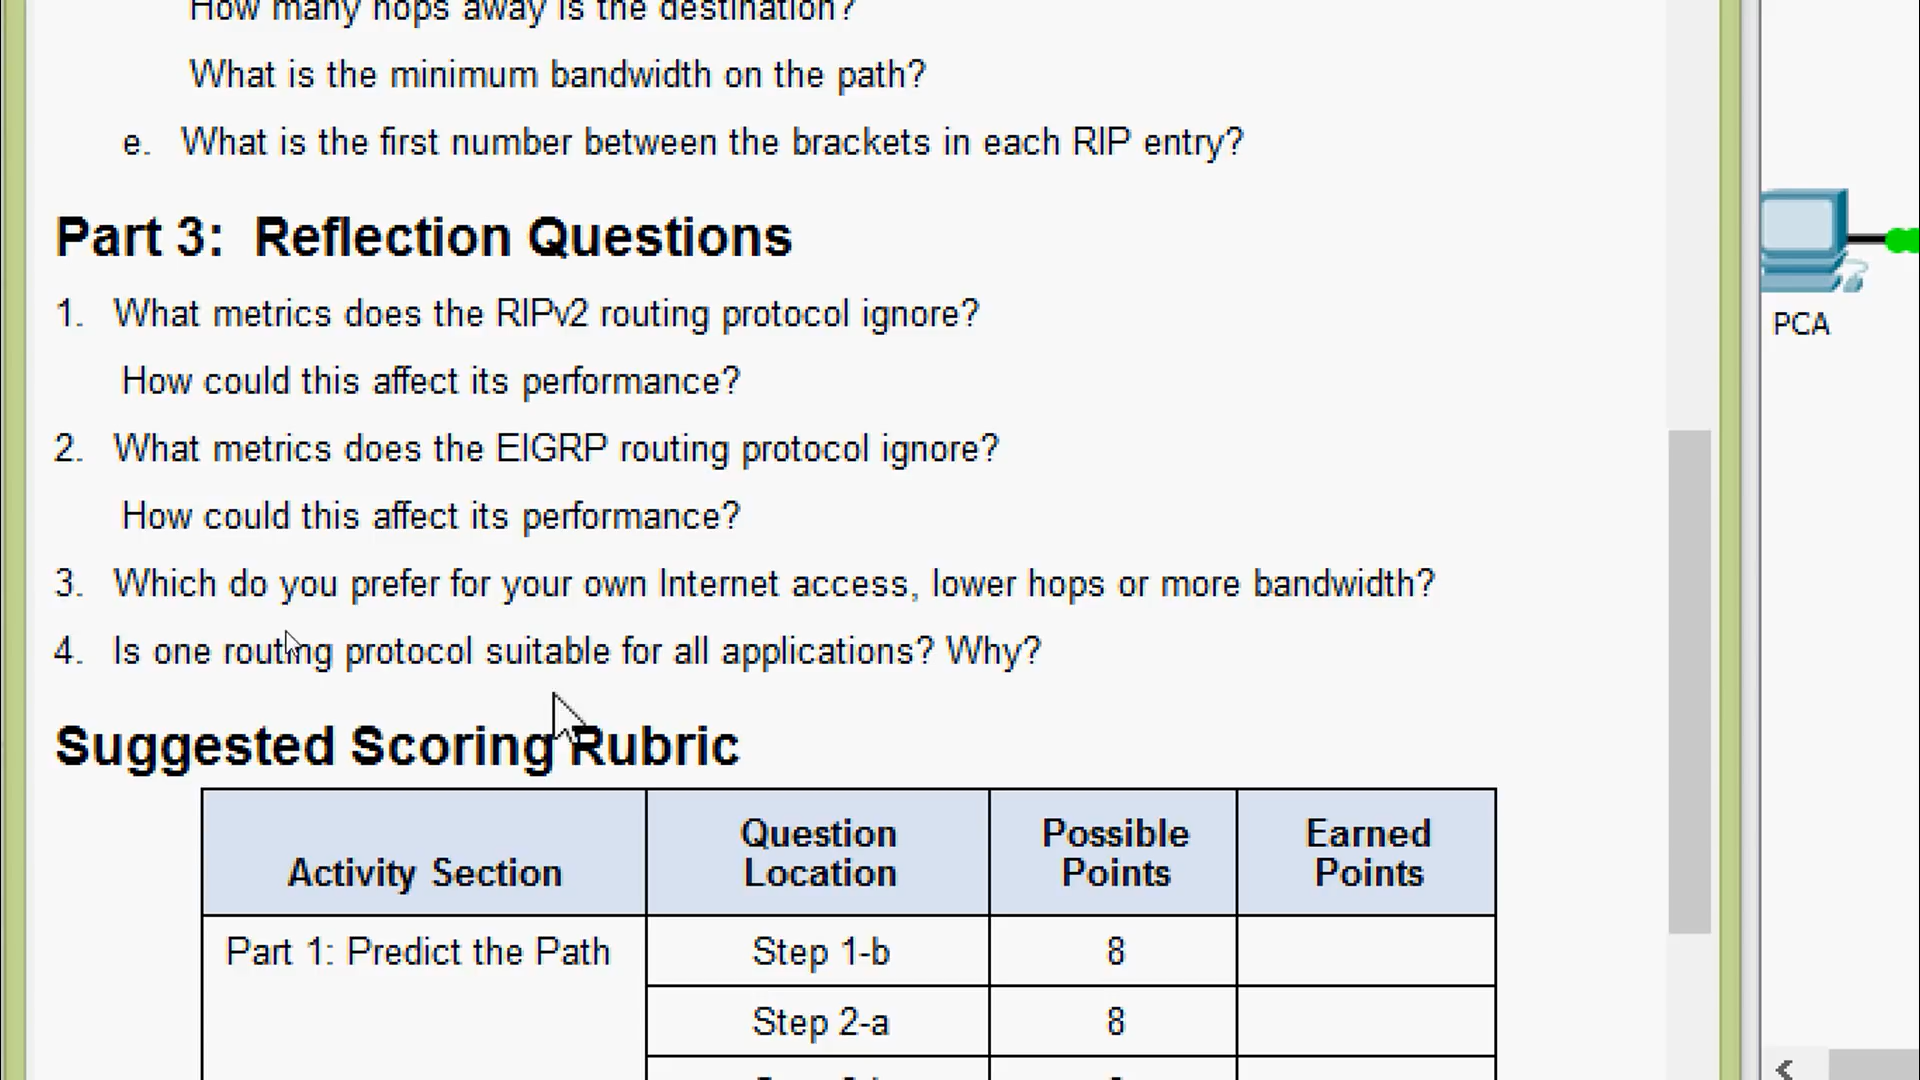 How many hops away is the destination?
What is the minimum bandwidth on the path?
e. What is the first number between the brackets in each RIP entry?
Part 3: Reflection Questions
1. What metrics does the RIPv2 routing protocol ignore?
How could this affect its performance?
2. What metrics does the EIGRP routing protocol ignore?
How could this affect its performance?
3. Which do you prefer for your own Internet access, lower hops or more bandwidth?
4. Is one routing protocol suitable for all applications? Why?
Suggested Scoring Rubric
Activity Section
Question Location
Possible Points
Earned Points
Part 1: Predict the Path
Step 1-b
8
Step 2-a
8
PCA